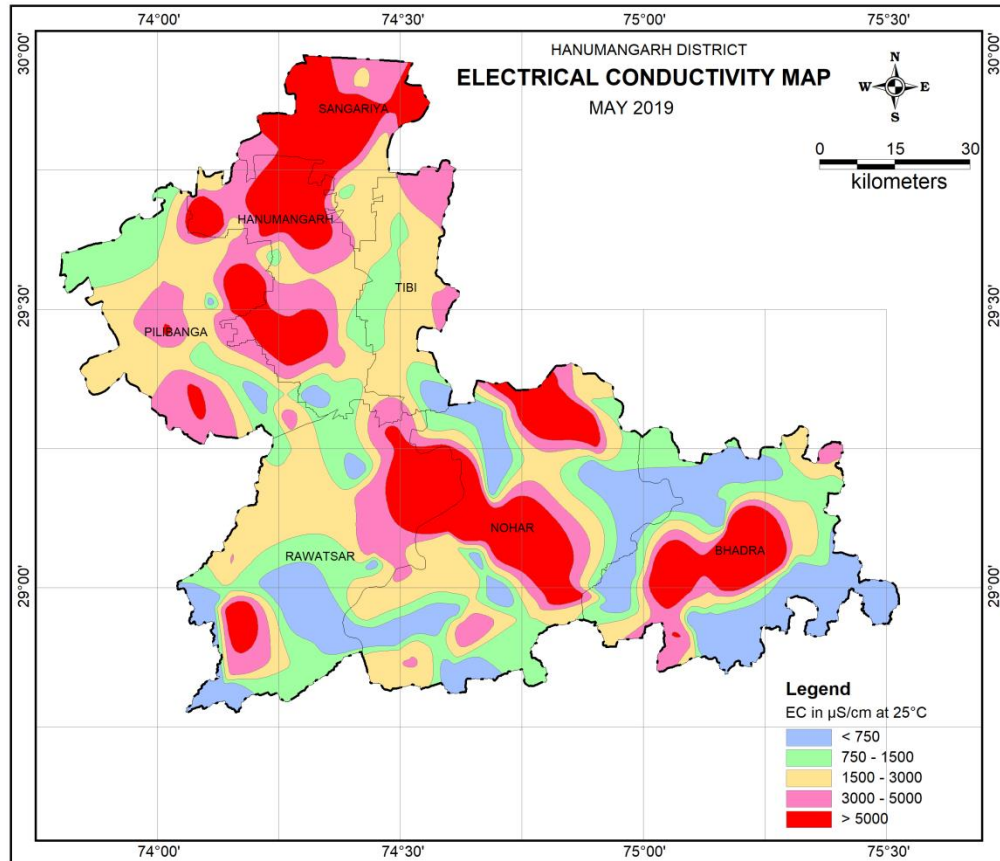 74°00'
74°30'
75°00'
75°30'
HANUMANGARH DISTRICT
ELECTRICAL CONDUCTIVITY MAP
MAY 2019
N
W E
S
0 15 30
kilometers
30°00'
30°00'
SANGARIYA
HANUMANGARH
TIBI
29°30'
29°30'
PILIBANGA
NOHAR
BHADRA
RAWATSAR
29°00'
29°00'
Legend
EC in µS/cm at 25°C
< 750
750 - 1500
1500 - 3000
3000 - 5000
> 5000
74°00'
74°30'
75°00'
75°30'